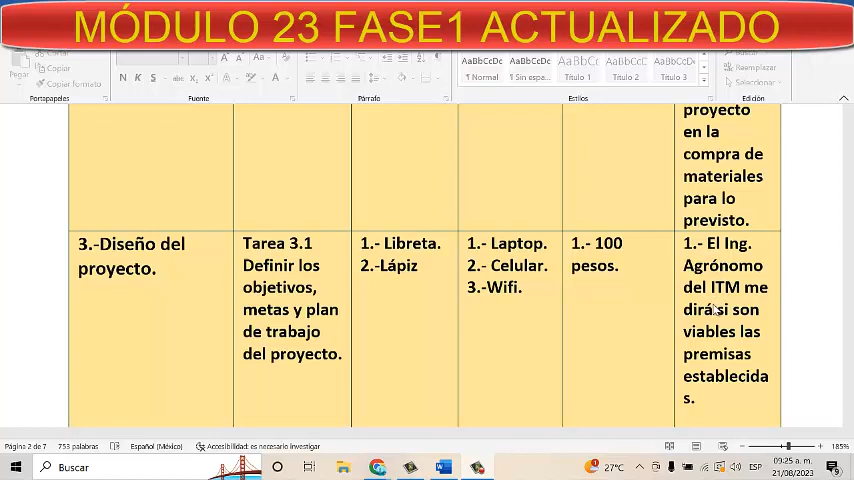 MÓDULO 23 FASE1 ACTUALIZADO
Cortar
Copiar
Pegar
Copiar formato
N K S
AaBbCcDc AaBbCcDc AaBbCc AaBbCcC AaBbCcD
¶ Normal ¶ Sin espa... Título 1 Título 2 Título 3
Buscar
Reemplazar
Seleccionar
Portapapeles Fuente Párrafo Estilos Edición
proyecto
en la
compra de
materiales
para lo
previsto.
3.-Diseño del
proyecto.
Tarea 3.1
Definir los
objetivos,
metas y plan
de trabajo
del proyecto.
1.- Libreta.
2.-Lápiz
1.- Laptop.
2.- Celular.
3.-Wifi.
1.- 100
pesos.
1.- El Ing.
Agrónomo
del ITM me
dirá si son
viables las
premisas
establecida
s.
Página 2 de 7 753 palabras Español (México) Accesibilidad: es necesario investigar 185%
Buscar
27°C
ESP
09:25 a. m.
21/08/2023